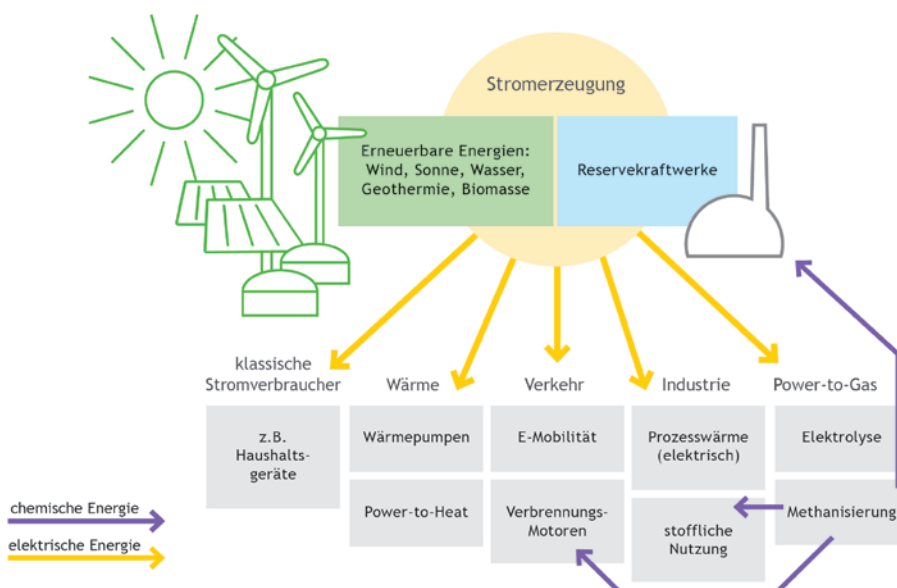 Stromerzeugung
Erneuerbare Energien:
Wind, Sonne, Wasser,
Geothermie, Biomasse
Reservekraftwerke
klassische
Stromverbraucher
Wärme
Verkehr
Industrie
Power-to-Gas
z.B.
Haushalts-
geräte
Wärmepumpen
E-Mobilität
Prozesswärme
(elektrisch)
Elektrolyse
Power-to-Heat
Verbrennungs-
Motoren
stoffliche
Nutzung
Methanisierung
chemische Energie
elektrische Energie